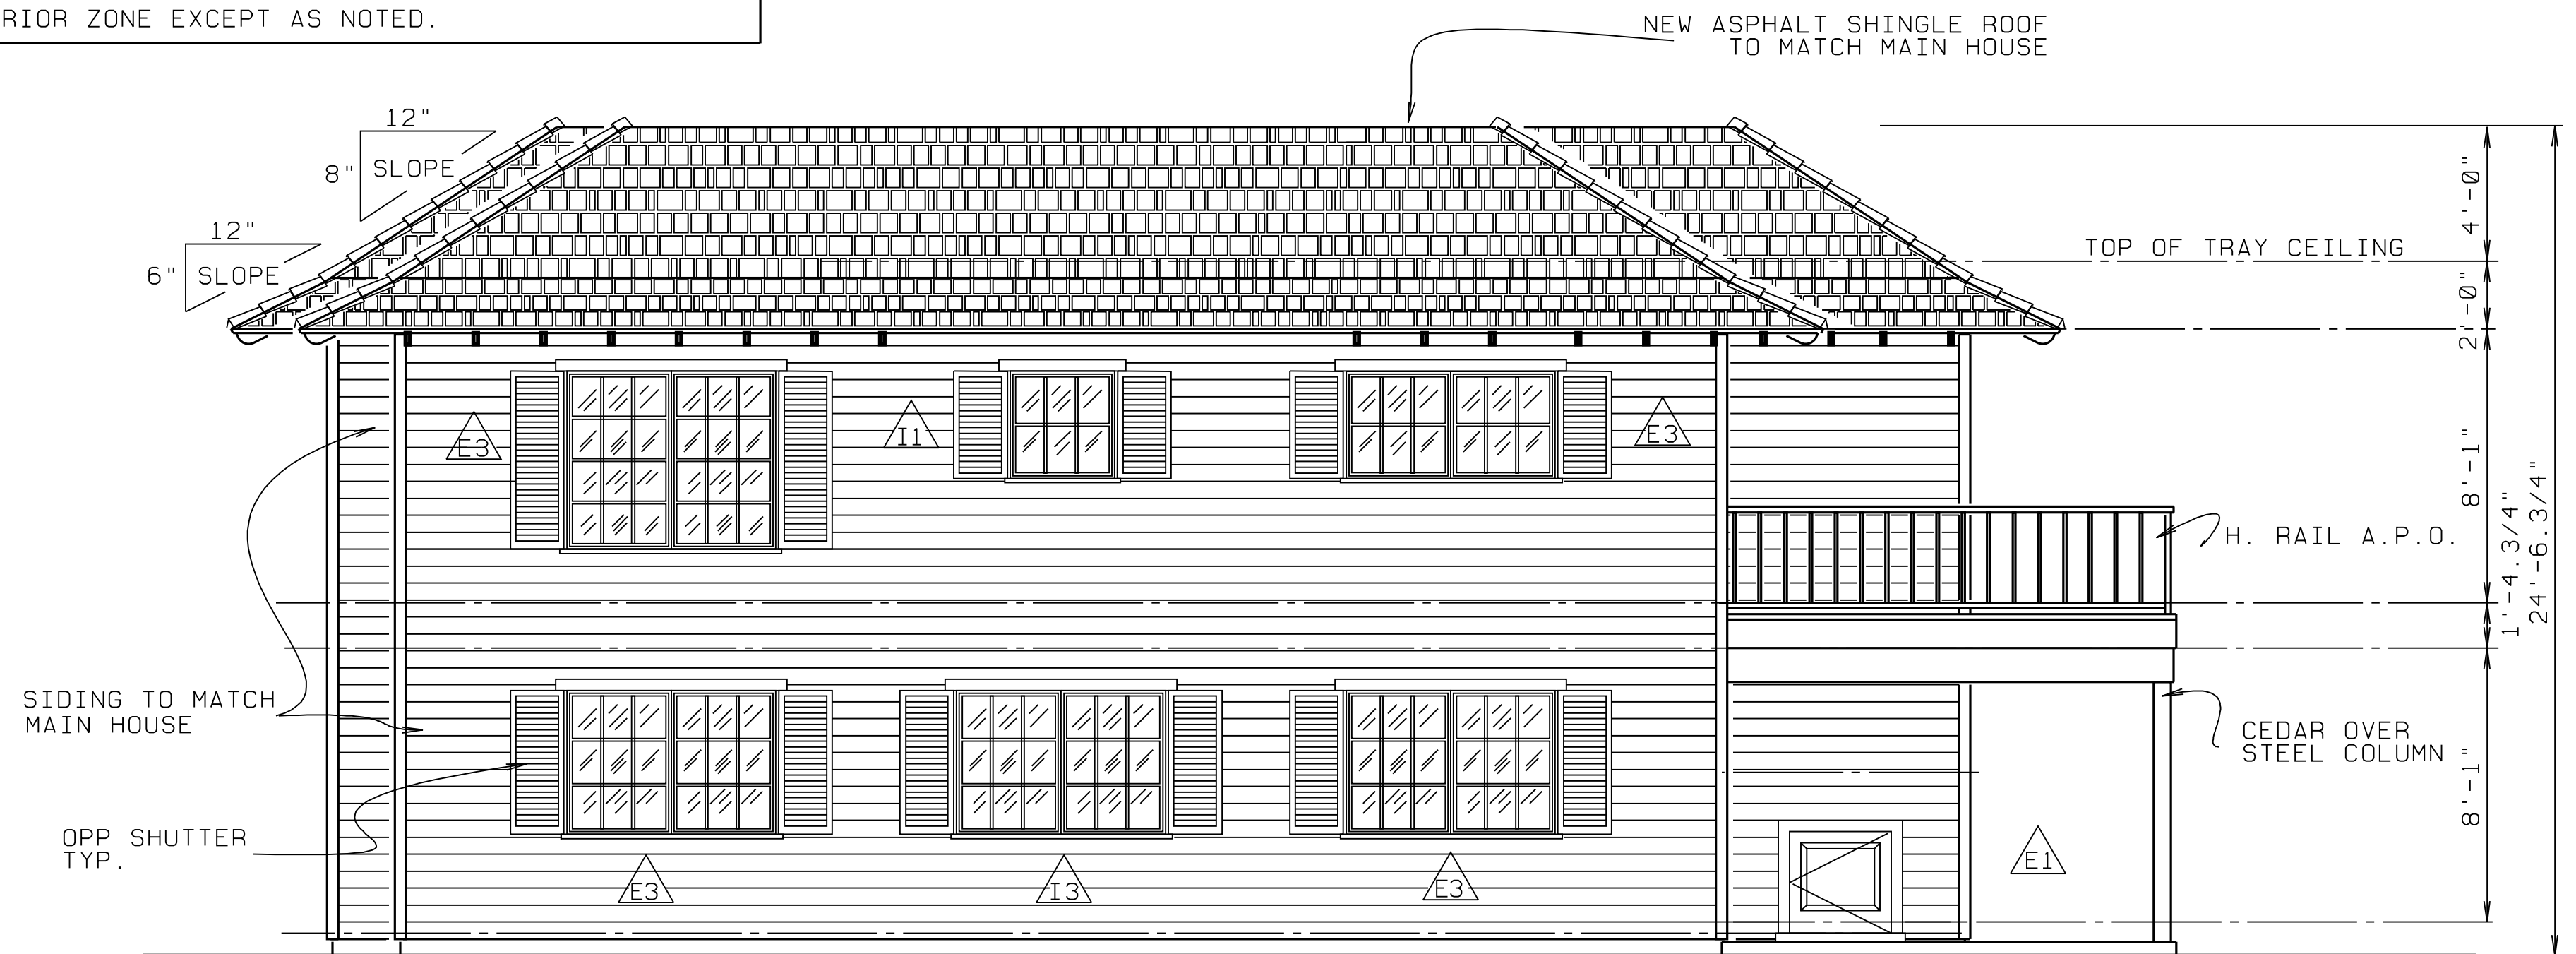 RIOR ZONE EXCEPT AS NOTED.
NEW ASPHALT SHINGLE ROOF
TO MATCH MAIN HOUSE
12"
8" SLOPE
12"
6" SLOPE
4'-0"
TOP OF TRAY CEILING
2'-0"
E3
I1
E3
8'-1"
1'-4.3/4"
24'-6.3/4"
H. RAIL A.P.O.
SIDING TO MATCH
MAIN HOUSE
CEDAR OVER
STEEL COLUMN
8'-1"
OPP SHUTTER
TYP.
E3
I3
E3
E1